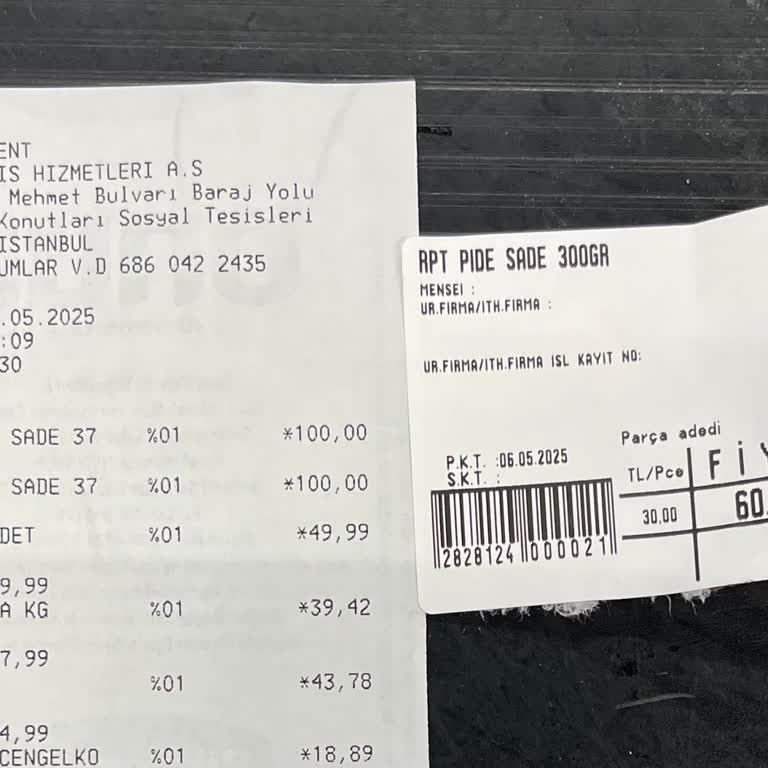 ENT
IS HIZMETLERI A.S
Mehmet Bulvarı Baraj Yolu
Konutları Sosyal Tesisleri
ISTANBUL
UMLAR V.D 686 042 2435
.05.2025
:09
30
SADE 37 %01 *100,00
SADE 37 %01 *100,00
DET %01 *49,99
9,99
A KG %01 *39,42
7,99
%01 *43,78
4,99
CENGELKO %01 *18,89
RPT PIDE SADE 300GR
MENSEI :
UR.FIRMA/ITH.FIRMA :
UR.FIRMA/ITH.FIRMA ISL KAYIT NO:
Parça adedi
P.K.T. :06.05.2025
S.K.T. :
TL/Pce Fİ
30,00 60
2828124 000021